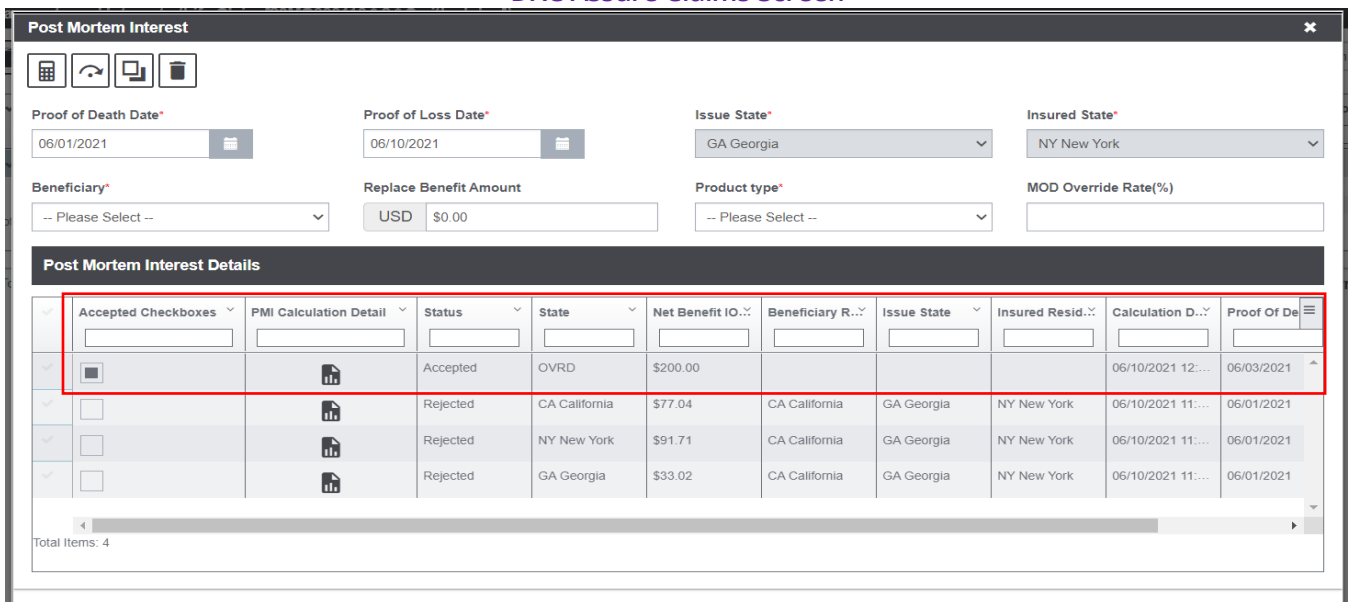 Post Mortem Interest
Proof of Death Date* Proof of Loss Date* Issue State* Insured State*
06/01/2021 06/10/2021 GA Georgia NY New York
Beneficiary* Replace Benefit Amount Product type* MOD Override Rate(%)
-- Please Select -- USD $0.00 -- Please Select --
Post Mortem Interest Details
Accepted Checkboxes PMI Calculation Detail Status State Net Benefit IO... Beneficiary R... Issue State Insured Resid... Calculation D... Proof Of De
Accepted OVRD $200.00 06/10/2021 12:... 06/03/2021
Rejected CA California $77.04 CA California GA Georgia NY New York 06/10/2021 11:... 06/01/2021
Rejected NY New York $91.71 CA California GA Georgia NY New York 06/10/2021 11:... 06/01/2021
Rejected GA Georgia $33.02 CA California GA Georgia NY New York 06/10/2021 11:... 06/01/2021
Total Items: 4